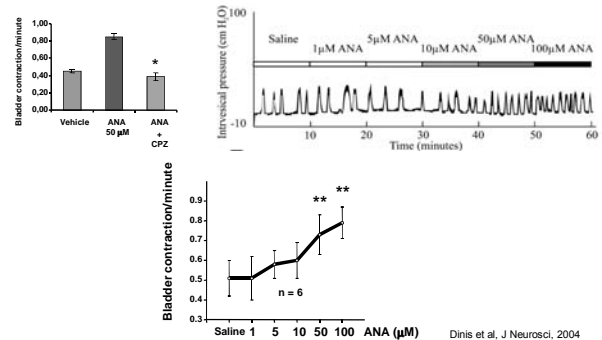 Bladder contraction/minute
1,00
0,80
0,60
0,40
0,20
0,00
*
Vehicle
ANA
50 µM
ANA
+
CPZ
Intrvesical pressure (cm H₂O)
100
-10
Saline
1µM ANA
5µM ANA
10µM ANA
50µM ANA
100µM ANA
0 10 20 30 40 50 60
Time (minutes)
Bladder contraction/minute
0.9
0.8
0.7
0.6
0.5
0.4
0.3
**
**
n = 6
Saline 1 5 10 50 100 ANA (µM)
Dinis et al, J Neurosci, 2004